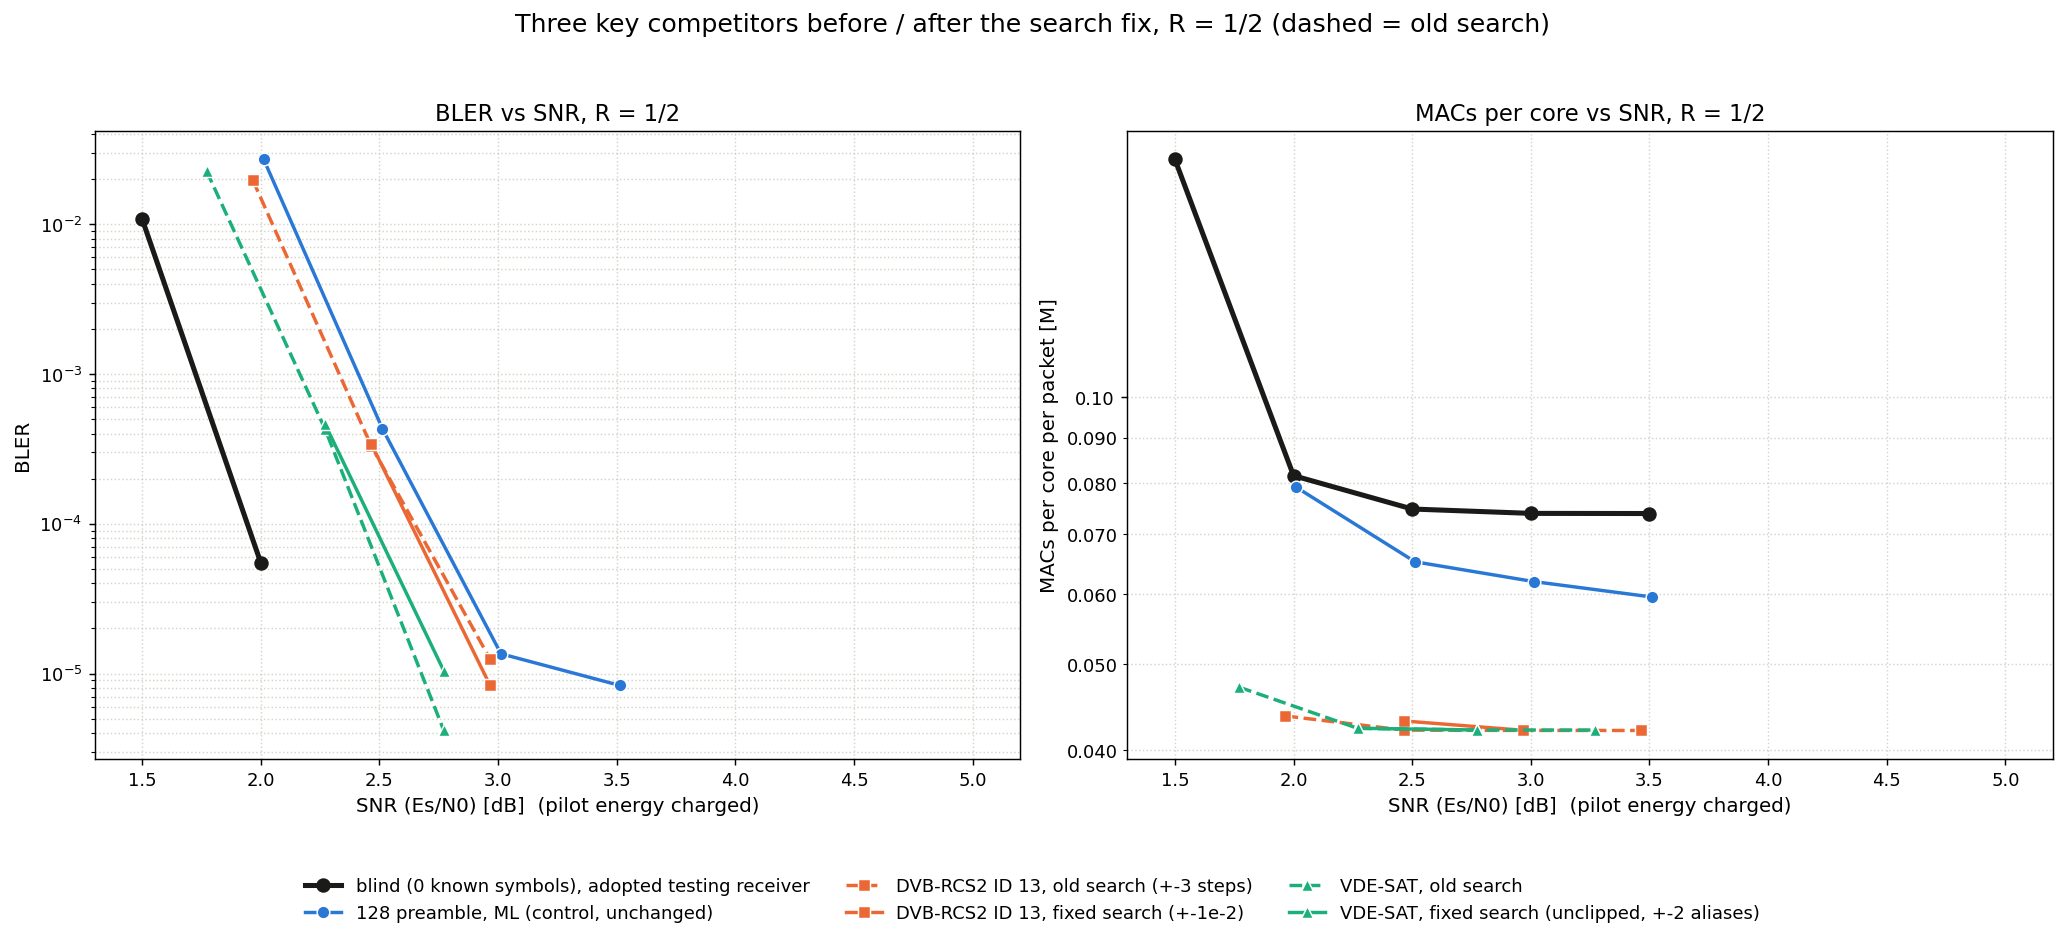 Three key competitors before / after the search fix, R = 1/2 (dashed = old search)
BLER vs SNR, R = 1/2
BLER
10⁻²
10⁻³
10⁻⁴
10⁻⁵
1.5 2.0 2.5 3.0 3.5 4.0 4.5 5.0
SNR (Es/N0) [dB]  (pilot energy charged)
MACs per core vs SNR, R = 1/2
MACs per core per packet [M]
0.10
0.090
0.080
0.070
0.060
0.050
0.040
1.5 2.0 2.5 3.0 3.5 4.0 4.5 5.0
SNR (Es/N0) [dB]  (pilot energy charged)
blind (0 known symbols), adopted testing receiver
128 preamble, ML (control, unchanged)
DVB-RCS2 ID 13, old search (+-3 steps)
DVB-RCS2 ID 13, fixed search (+-1e-2)
VDE-SAT, old search
VDE-SAT, fixed search (unclipped, +-2 aliases)